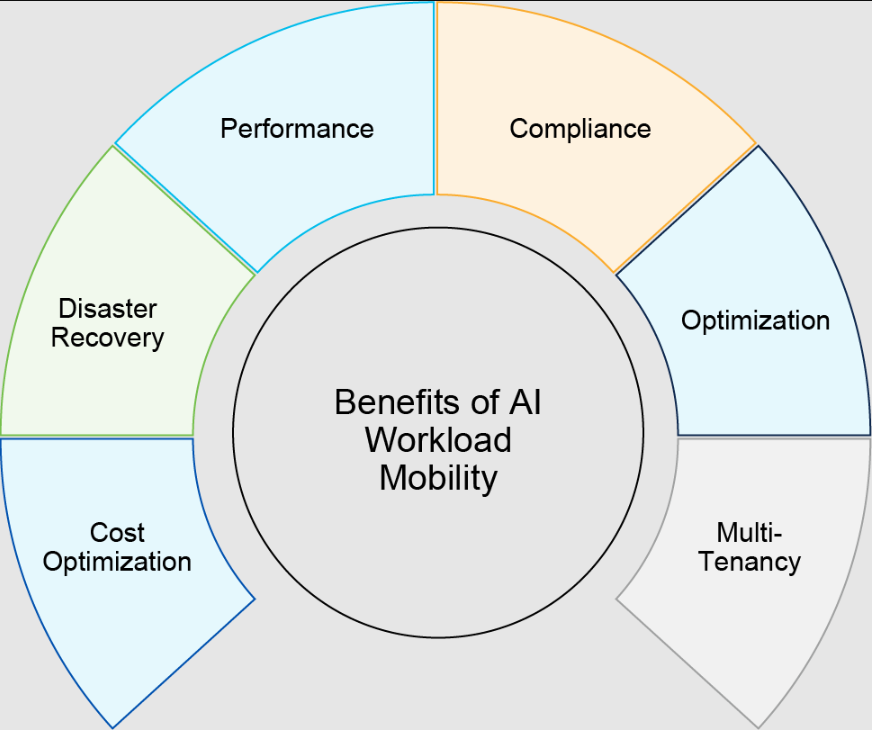 Performance
Compliance
Disaster
Recovery
Optimization
Benefits of AI
Workload
Mobility
Cost
Optimization
Multi-
Tenancy